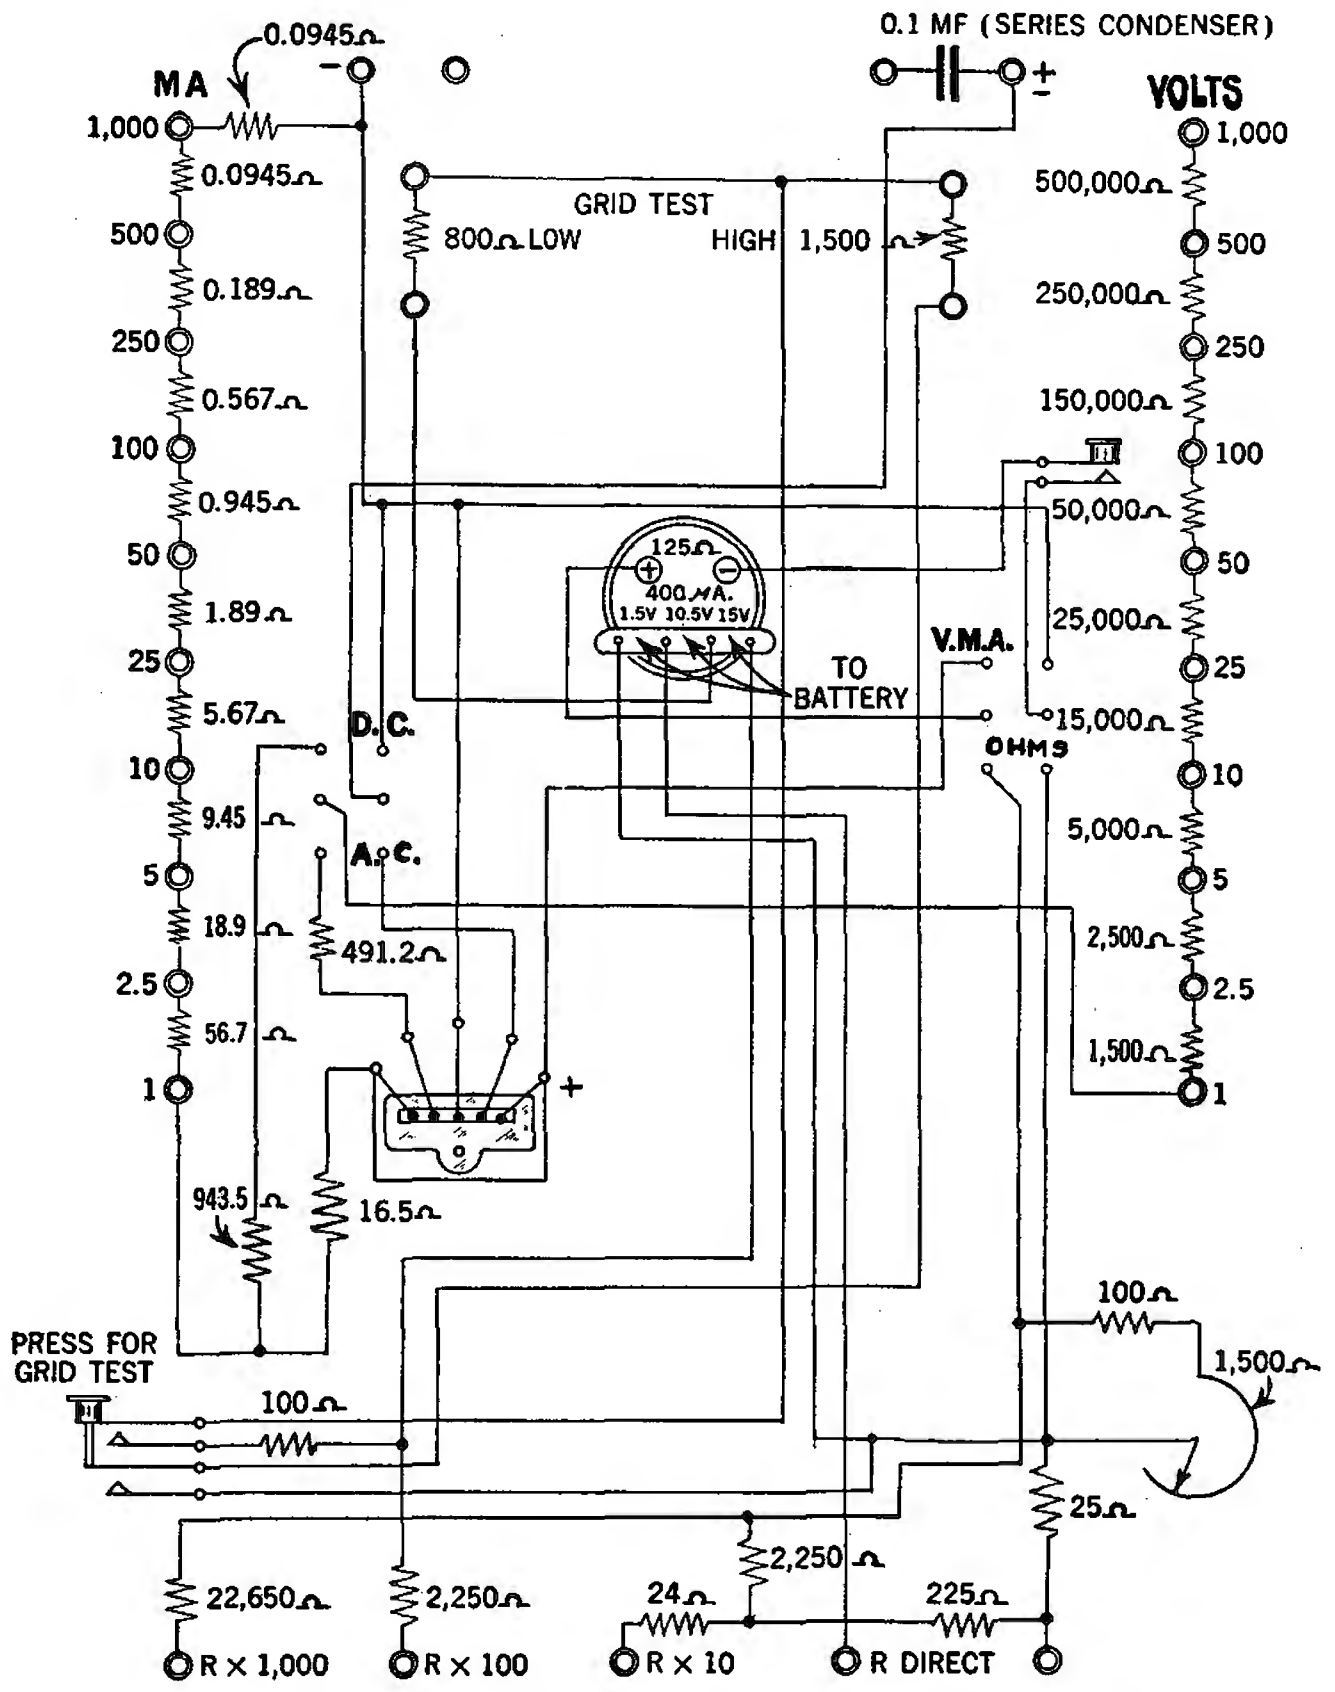 0.1 MF (SERIES CONDENSER)
0.0945Ω
−
+
−
MA
VOLTS
1,000
1,000
0.0945Ω
500,000Ω
GRID TEST
500
800Ω LOW
HIGH
1,500 Ω
500
0.189Ω
250,000Ω
250
250
0.567Ω
150,000Ω
100
100
0.945Ω
50,000Ω
50
125Ω
+
−
50
400 μA.
1.5V 10.5V 15V
1.89Ω
25,000Ω
V.M.A.
25
TO
BATTERY
25
5.67Ω
D.C.
15,000Ω
OHMS
10
10
9.45 Ω
5,000Ω
A.C.
5
5
18.9 Ω
491.2Ω
2,500Ω
2.5
2.5
56.7 Ω
1,500Ω
1
+
1
943.5 Ω
16.5Ω
100Ω
PRESS FOR
GRID TEST
1,500Ω
100Ω
25Ω
2,250 Ω
22,650Ω
2,250Ω
24Ω
225Ω
R × 1,000
R × 100
R × 10
R DIRECT